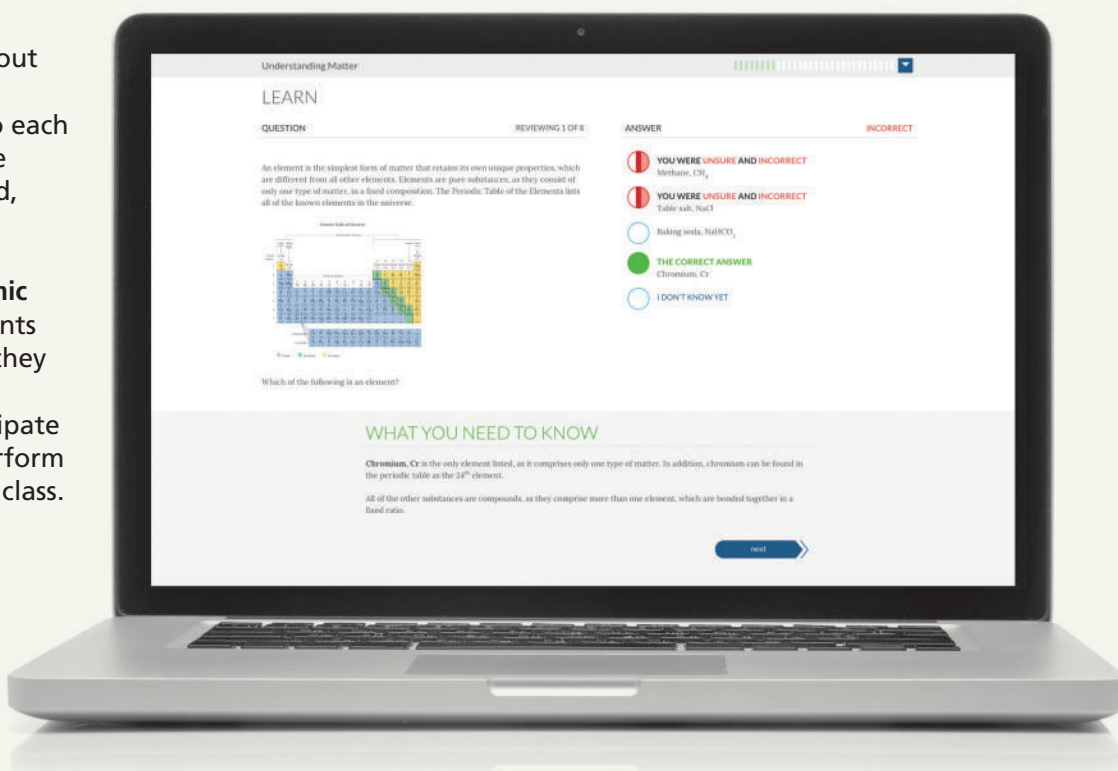 out
o each
e
d,
nic
nts
they
ipate
rform
class.
Understanding Matter
LEARN
QUESTION
REVIEWING 1 OF 8
An element is the simplest form of matter that retains its own unique properties, which
are different from all other elements. Elements are pure substances, as they consist of
only one type of matter, in a fixed composition. The Periodic Table of the Elements lists
all of the known elements in the universe.
Which of the following is an element?
ANSWER
INCORRECT
YOU WERE UNSURE AND INCORRECT
Methane, CH₄
YOU WERE UNSURE AND INCORRECT
Table salt, NaCl
Baking soda, NaHCO₃
THE CORRECT ANSWER
Chromium, Cr
I DON'T KNOW YET
WHAT YOU NEED TO KNOW
Chromium, Cr is the only element listed, as it comprises only one type of matter. In addition, chromium can be found in
the periodic table as the 24th element.
All of the other substances are compounds, as they comprise more than one element, which are bonded together in a
fixed ratio.
next